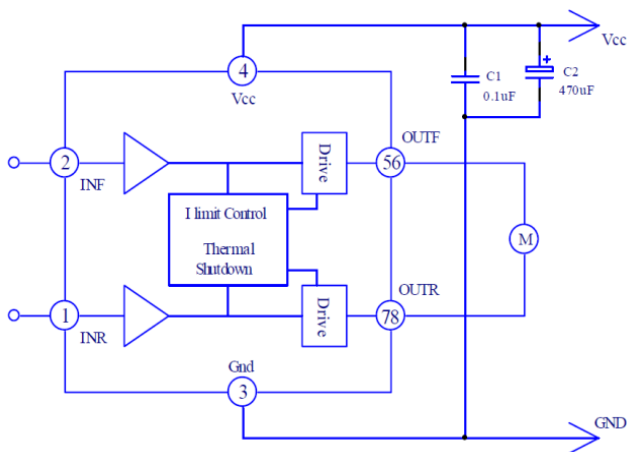 4
Vcc
Vcc
C1
0.1uF
+
C2
470uF
2
INF
Drive
OUTF
56
I limit Control
Thermal
Shutdown
M
1
INR
Drive
OUTR
78
Gnd
3
GND